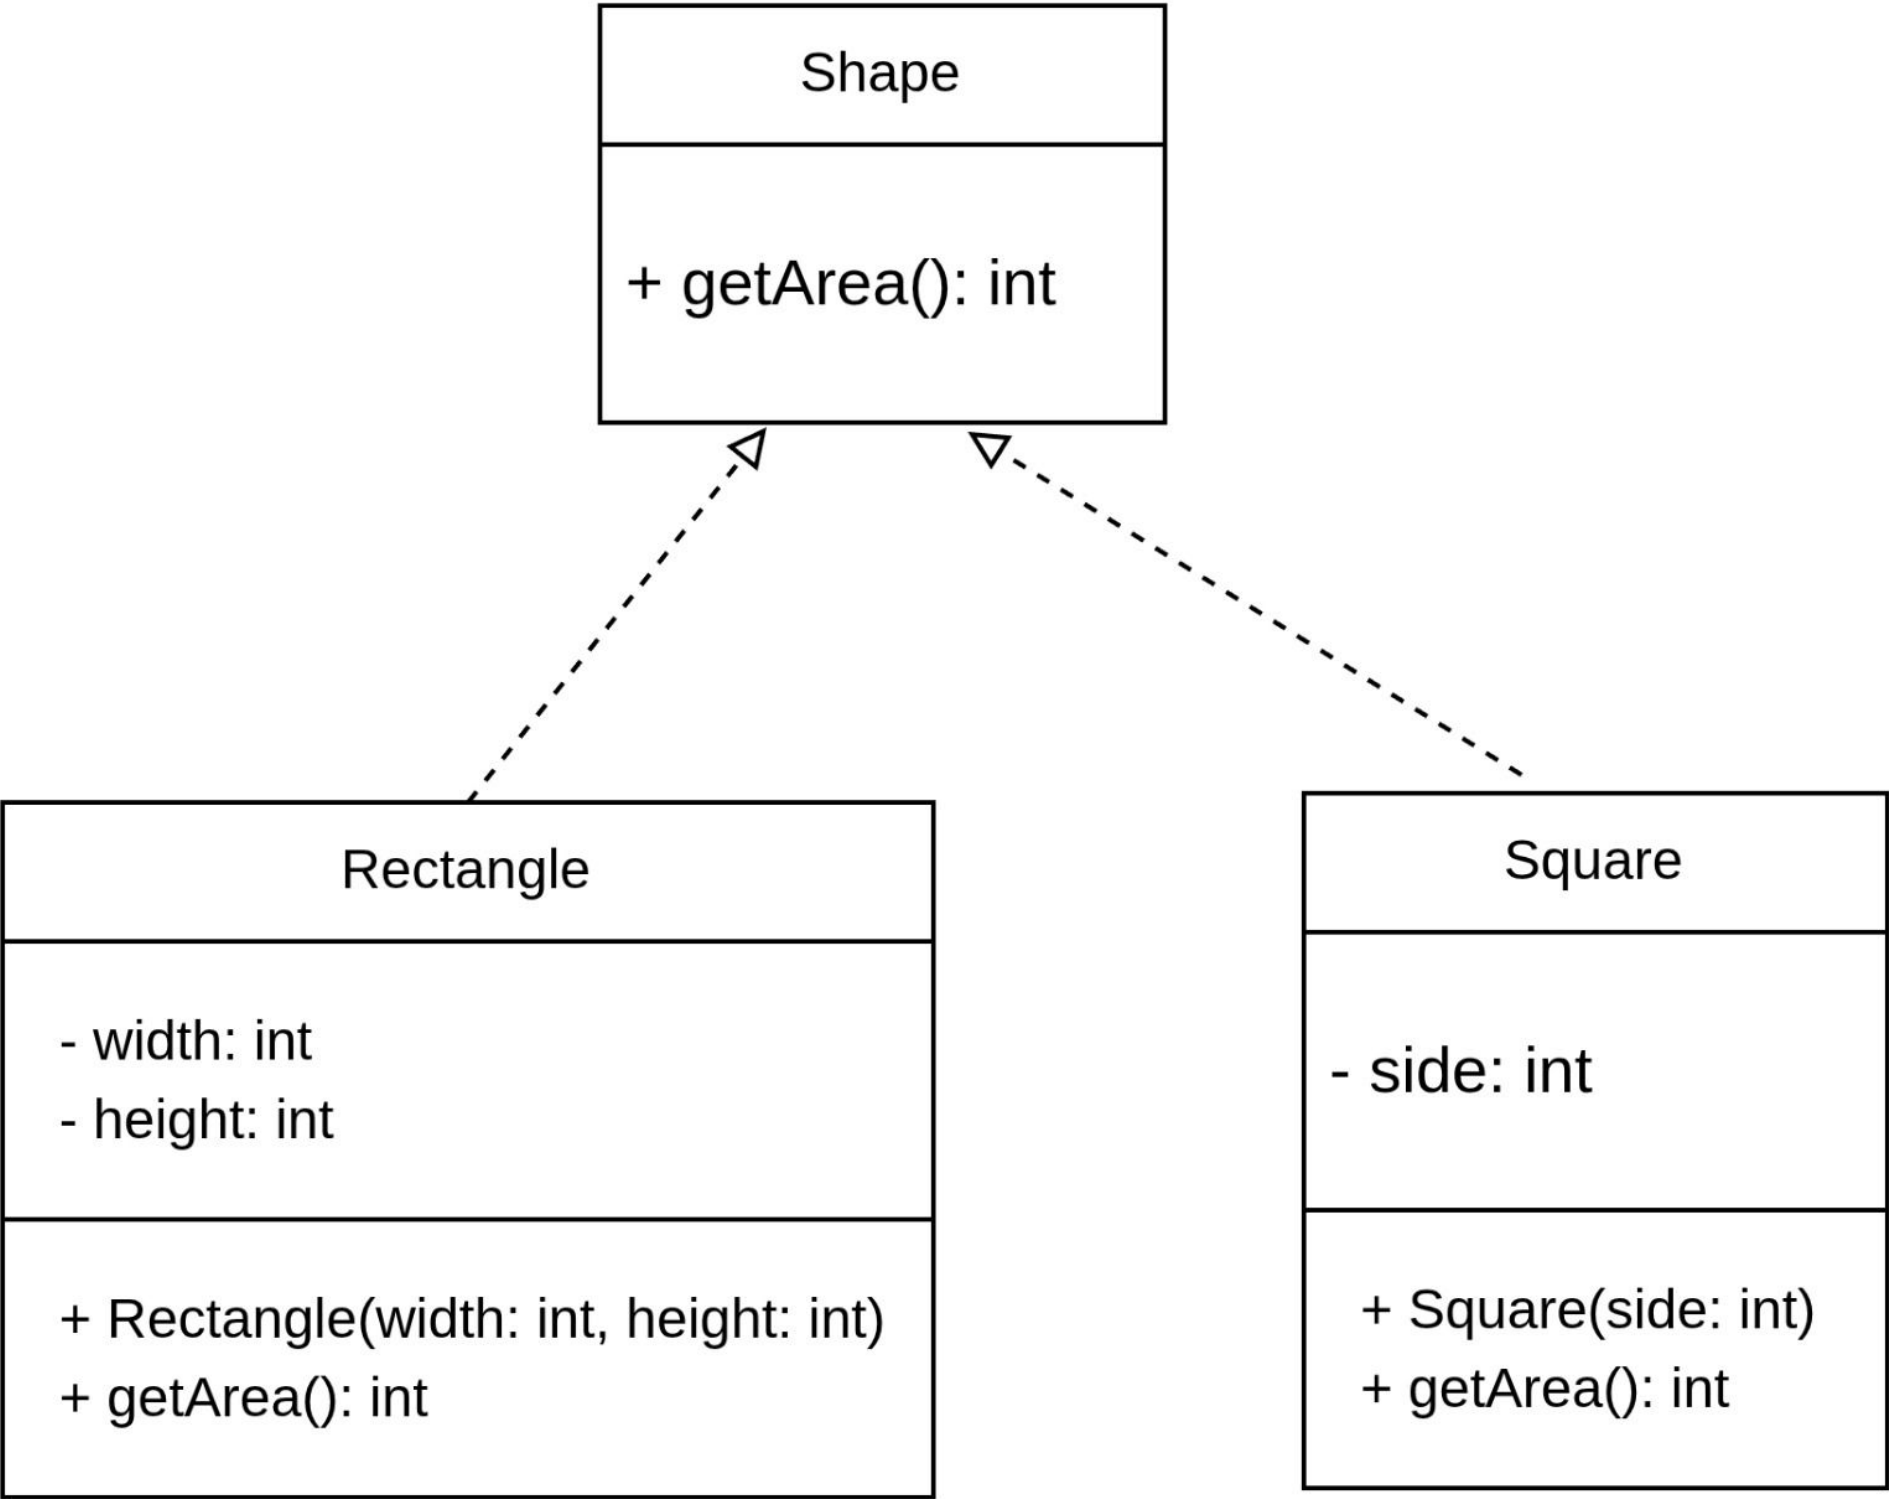 Shape
+ getArea(): int
Rectangle
- width: int
- height: int
+ Rectangle(width: int, height: int)
+ getArea(): int
Square
- side: int
+ Square(side: int)
+ getArea(): int